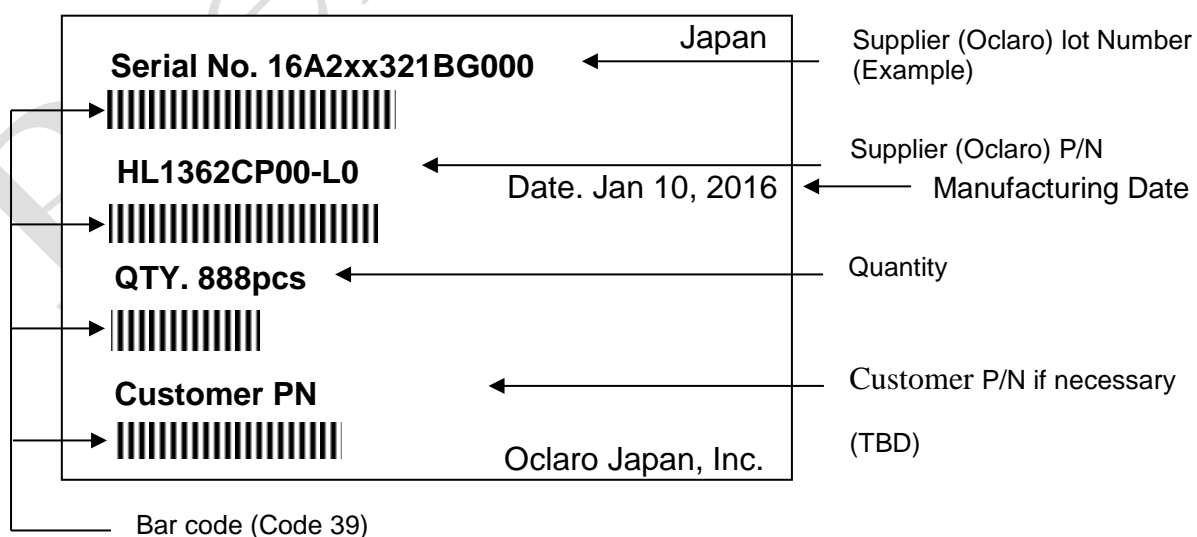 Japan
Supplier (Oclaro) lot Number
(Example)
Serial No. 16A2xx321BG000
Supplier (Oclaro) P/N
HL1362CP00-L0
Date. Jan 10, 2016
Manufacturing Date
QTY. 888pcs
Quantity
Customer PN
Customer P/N if necessary
(TBD)
Oclaro Japan, Inc.
Bar code (Code 39)